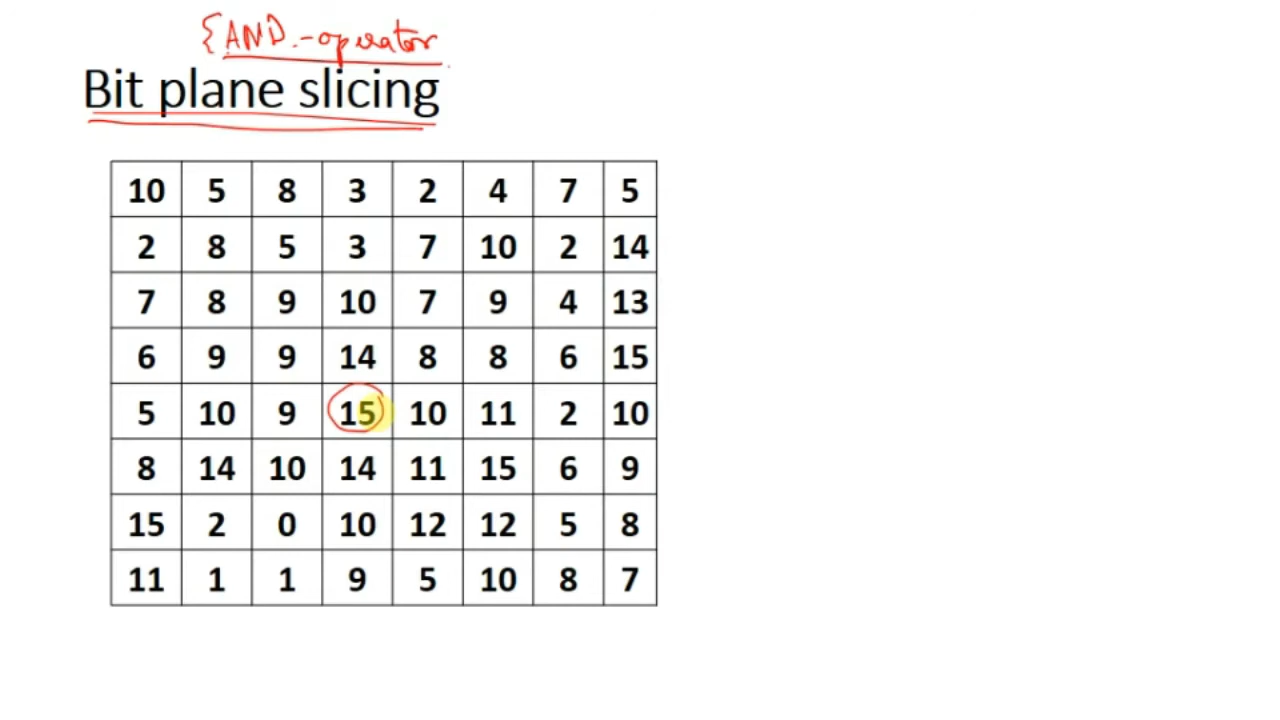 {AND.-operator
Bit plane slicing
10 5 8 3 2 4 7 5
2 8 5 3 7 10 2 14
7 8 9 10 7 9 4 13
6 9 9 14 8 8 6 15
5 10 9 15 10 11 2 10
8 14 10 14 11 15 6 9
15 2 0 10 12 12 5 8
11 1 1 9 5 10 8 7